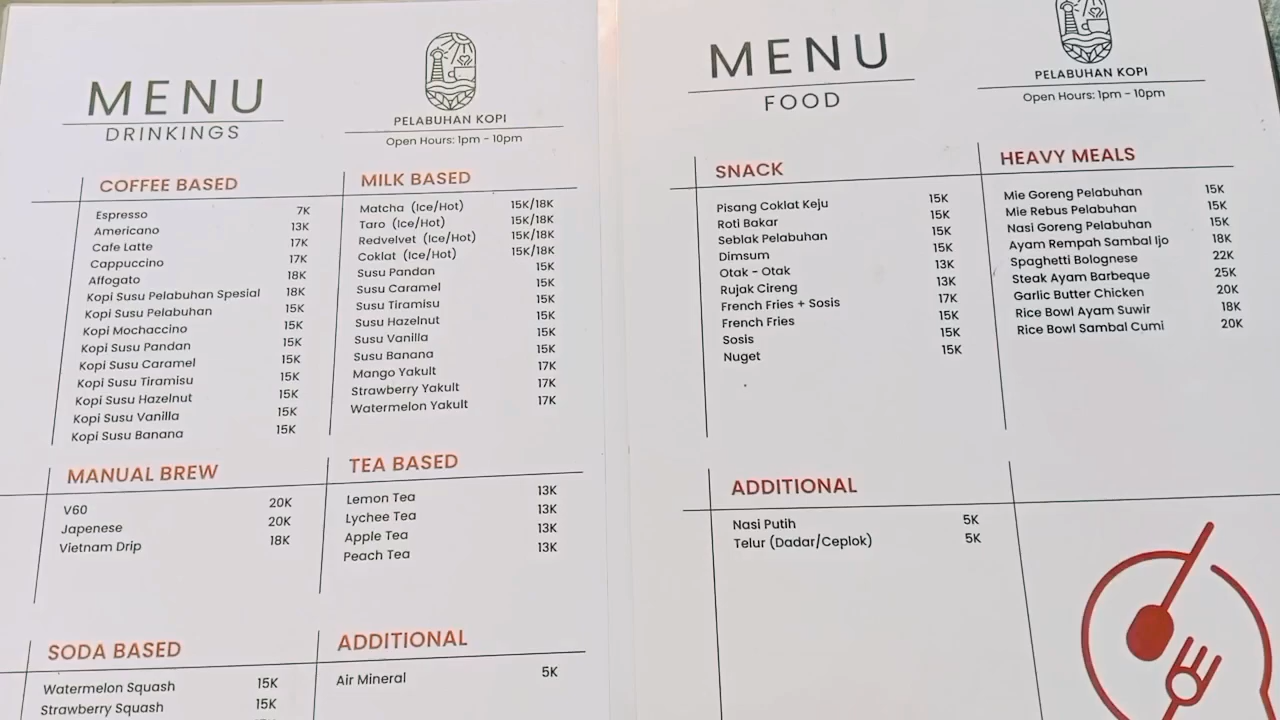 MENU
DRINKINGS
PELABUHAN KOPI
Open Hours: 1pm - 10pm
COFFEE BASED
Espresso 7K
Americano 13K
Cafe Latte 17K
Cappuccino 17K
Affogato 18K
Kopi Susu Pelabuhan Spesial 18K
Kopi Susu Pelabuhan 15K
Kopi Mochaccino 15K
Kopi Susu Pandan 15K
Kopi Susu Caramel 15K
Kopi Susu Tiramisu 15K
Kopi Susu Hazelnut 15K
Kopi Susu Vanilla 15K
Kopi Susu Banana 15K
MILK BASED
Matcha (Ice/Hot) 15K/18K
Taro (Ice/Hot) 15K/18K
Redvelvet (Ice/Hot) 15K/18K
Coklat (Ice/Hot) 15K/18K
Susu Pandan 15K
Susu Caramel 15K
Susu Tiramisu 15K
Susu Hazelnut 15K
Susu Vanilla 15K
Susu Banana 15K
Mango Yakult 17K
Strawberry Yakult 17K
Watermelon Yakult 17K
MANUAL BREW
V60 20K
Japenese 20K
Vietnam Drip 18K
TEA BASED
Lemon Tea 13K
Lychee Tea 13K
Apple Tea 13K
Peach Tea 13K
SODA BASED
Watermelon Squash 15K
Strawberry Squash 15K
ADDITIONAL
Air Mineral 5K
MENU
FOOD
PELABUHAN KOPI
Open Hours: 1pm - 10pm
SNACK
Pisang Coklat Keju 15K
Roti Bakar 15K
Seblak Pelabuhan 15K
Dimsum 15K
Otak - Otak 13K
Rujak Cireng 13K
French Fries + Sosis 17K
French Fries 15K
Sosis 15K
Nuget 15K
HEAVY MEALS
Mie Goreng Pelabuhan 15K
Mie Rebus Pelabuhan 15K
Nasi Goreng Pelabuhan 15K
Ayam Rempah Sambal Ijo 18K
Spaghetti Bolognese 22K
Steak Ayam Barbeque 25K
Garlic Butter Chicken 20K
Rice Bowl Ayam Suwir 18K
Rice Bowl Sambal Cumi 20K
ADDITIONAL
Nasi Putih 5K
Telur (Dadar/Ceplok) 5K